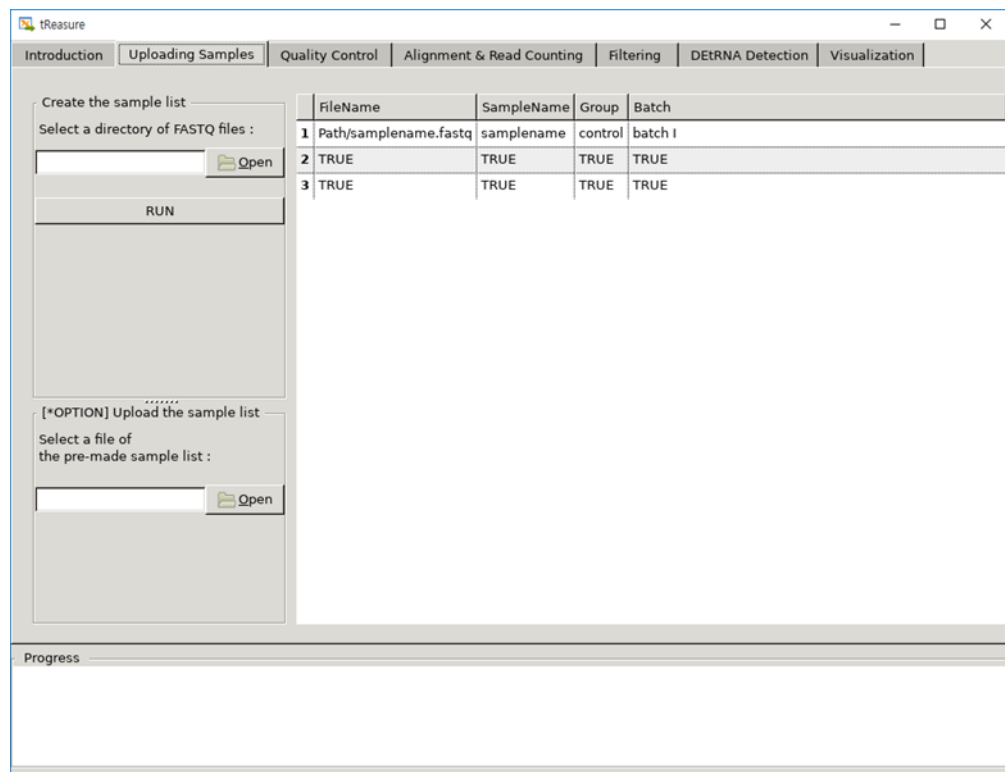 tReasure
Introduction Uploading Samples Quality Control Alignment & Read Counting Filtering DEtRNA Detection Visualization
Create the sample list
Select a directory of FASTQ files :
Open
RUN
[*OPTION] Upload the sample list
Select a file of
the pre-made sample list :
Open
FileName SampleName Group Batch
1 Path/samplename.fastq samplename control batch I
2 TRUE TRUE TRUE TRUE
3 TRUE TRUE TRUE TRUE
Progress